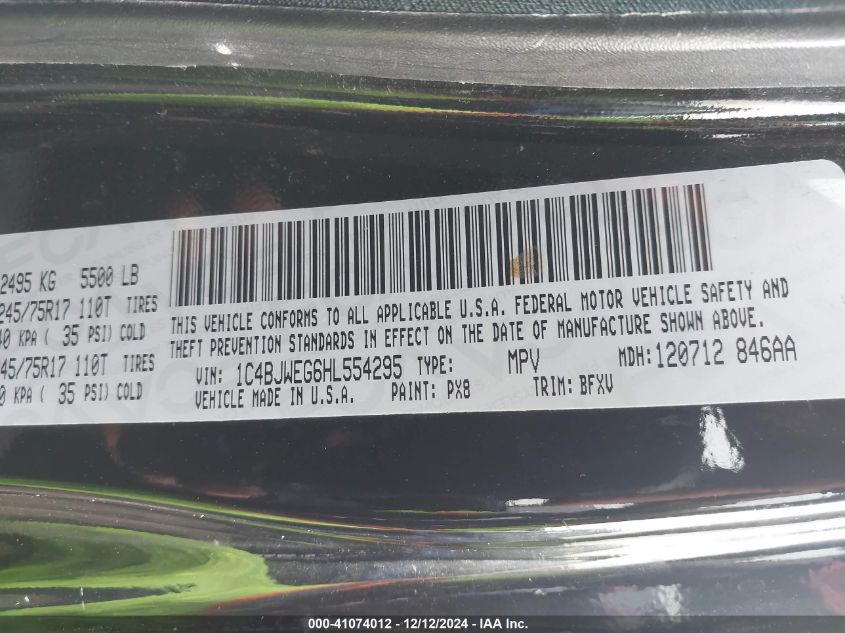 2495 KG 5500 LB
245/75R17 110T TIRES
40 KPA ( 35 PSI) COLD
45/75R17 110T TIRES
0 KPA ( 35 PSI) COLD
THIS VEHICLE CONFORMS TO ALL APPLICABLE U.S.A. FEDERAL MOTOR VEHICLE SAFETY AND
THEFT PREVENTION STANDARDS IN EFFECT ON THE DATE OF MANUFACTURE SHOWN ABOVE.
VIN: 1C4BJWEG6HL554295 TYPE: MPV MDH:120712 846AA
VEHICLE MADE IN U.S.A. PAINT: PX8 TRIM: BFXV
000-41074012 - 12/12/2024 - IAA Inc.